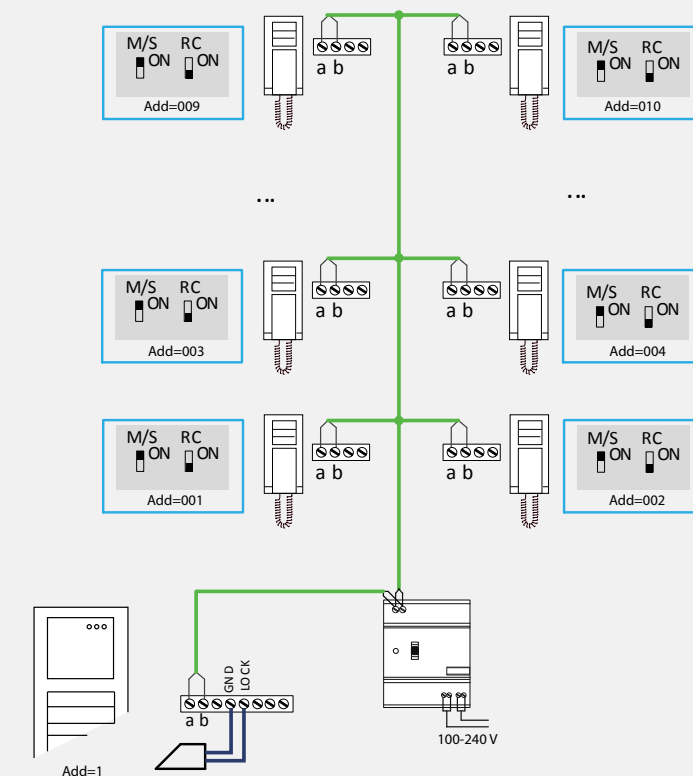 M/S RC
ON ON
Add=009
a b
a b
M/S RC
ON ON
Add=010
...
...
M/S RC
ON ON
Add=003
a b
a b
M/S RC
ON ON
Add=004
M/S RC
ON ON
Add=001
a b
a b
M/S RC
ON ON
Add=002
GND
LOCK
a b
100-240 V
Add=1